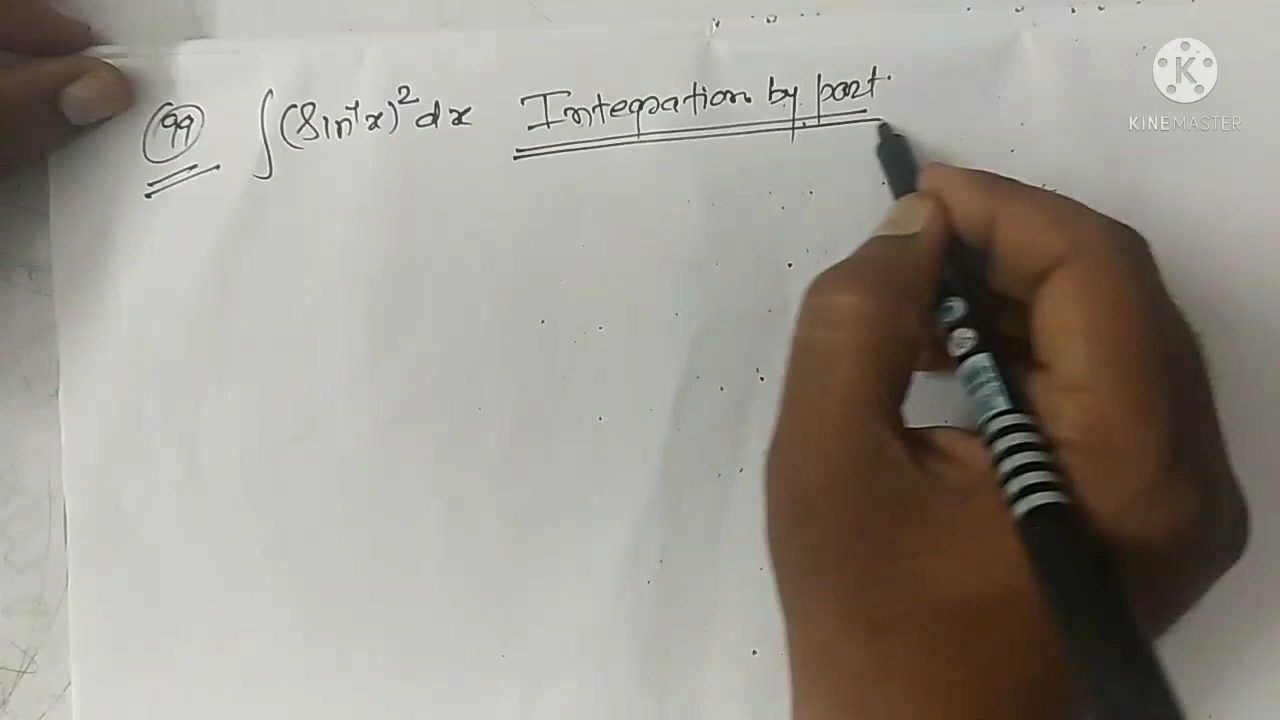 99 ∫(Sin⁻¹x)² dx Integration by part.
K
KINEMASTER